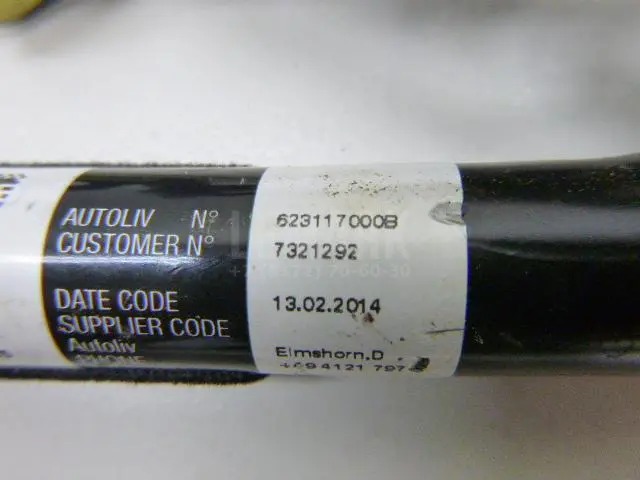 AUTOLIV N° 623117000B
CUSTOMER N° 7321292
DATE CODE 13.02.2014
SUPPLIER CODE
Autoliv Elmshorn,D